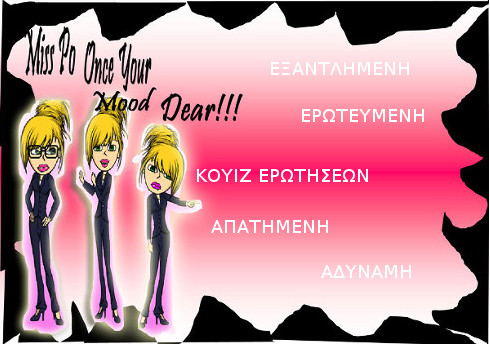 Miss Po Once Your
Mood Dear!!!
ΕΞΑΝΤΛΗΜΕΝΗ
ΕΡΩΤΕΥΜΕΝΗ
ΚΟΥΙΖ ΕΡΩΤΗΣΕΩΝ
ΑΠΑΤΗΜΕΝΗ
ΑΔΥΝΑΜΗ